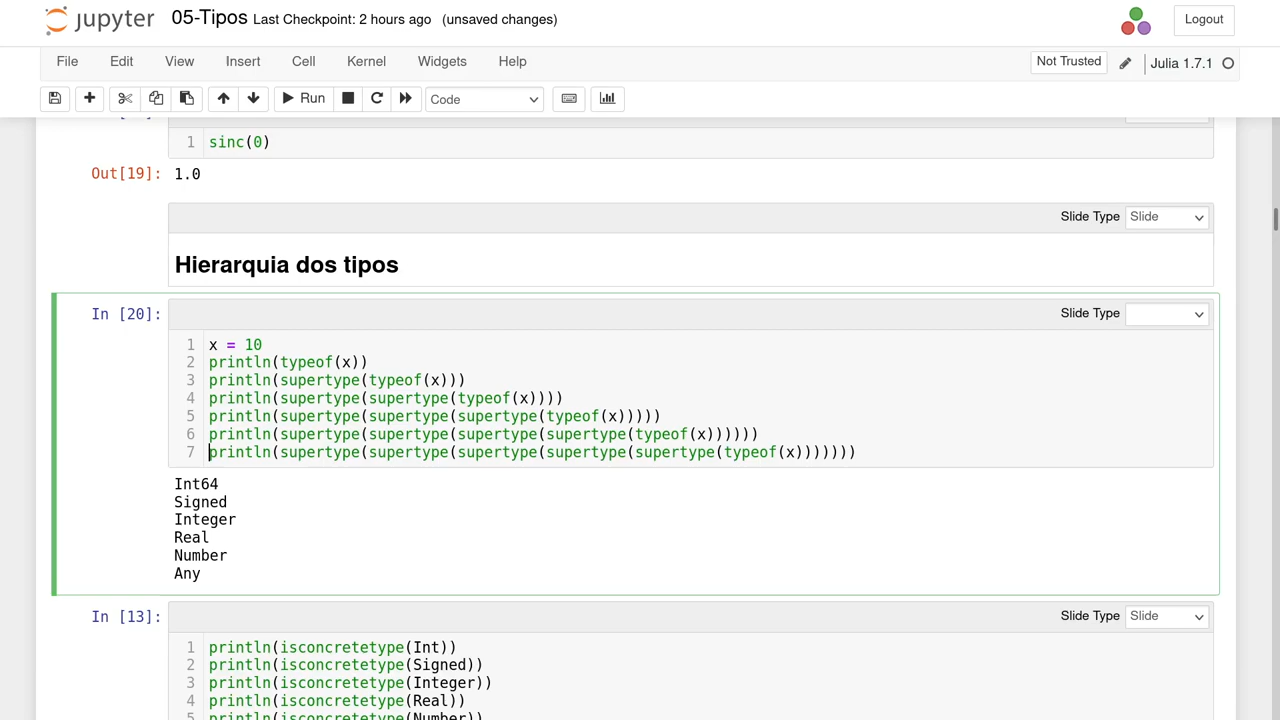 jupyter 05-Tipos Last Checkpoint: 2 hours ago (unsaved changes) Logout
File Edit View Insert Cell Kernel Widgets Help Not Trusted Julia 1.7.1
Run Code
1 sinc(0)
Out[19]: 1.0
Slide Type Slide
Hierarquia dos tipos
In [20]: Slide Type
1 x = 10
2 println(typeof(x))
3 println(supertype(typeof(x)))
4 println(supertype(supertype(typeof(x))))
5 println(supertype(supertype(supertype(typeof(x)))))
6 println(supertype(supertype(supertype(supertype(typeof(x))))))
7 println(supertype(supertype(supertype(supertype(supertype(typeof(x)))))))
Int64
Signed
Integer
Real
Number
Any
In [13]: Slide Type Slide
1 println(isconcretetype(Int))
2 println(isconcretetype(Signed))
3 println(isconcretetype(Integer))
4 println(isconcretetype(Real))
5 println(isconcretetype(Number))